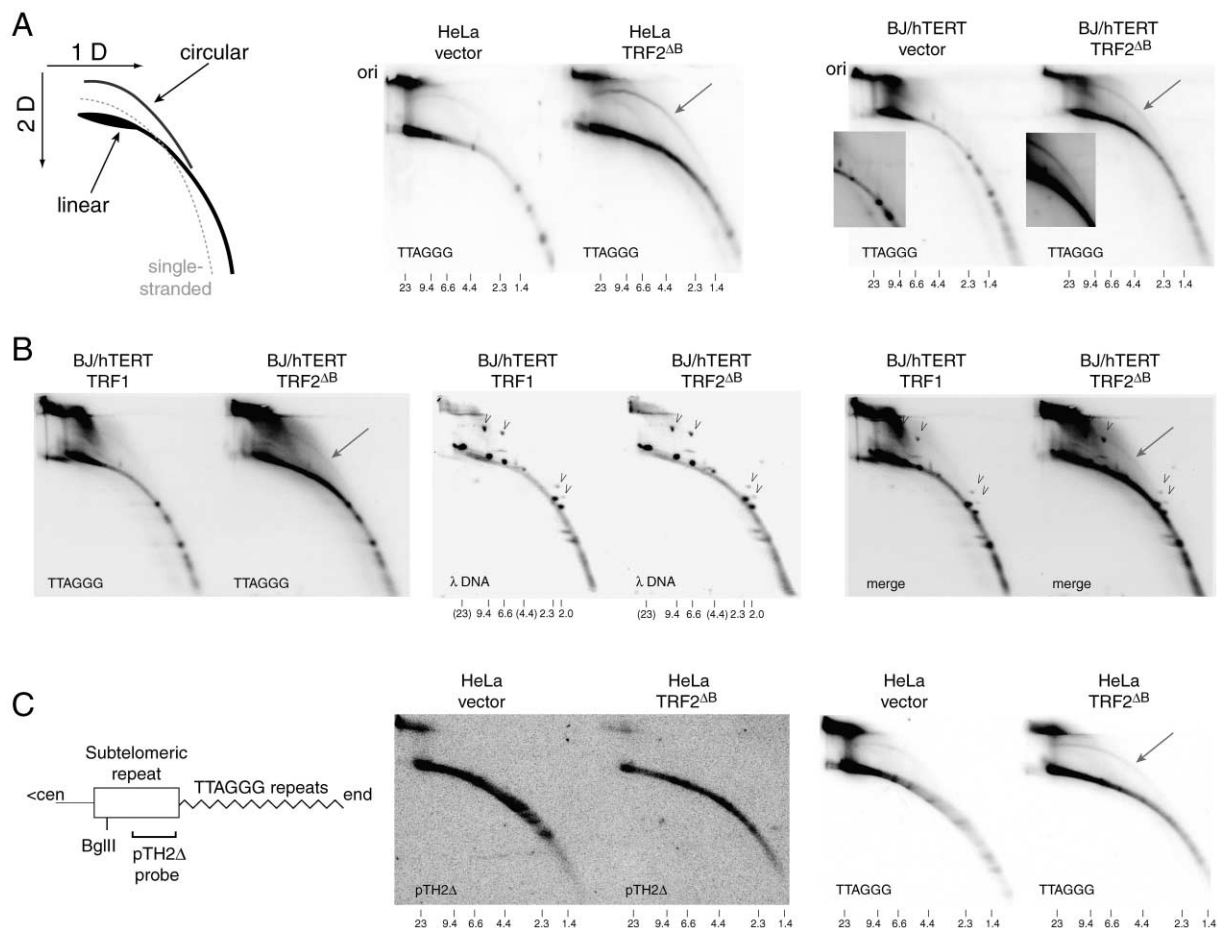 A
1 D
2 D
circular
linear
single-
stranded
ori
HeLa
vector
HeLa
TRF2ΔB
TTAGGG
TTAGGG
23 9.4 6.6 4.4 2.3 1.4
23 9.4 6.6 4.4 2.3 1.4
ori
BJ/hTERT
vector
BJ/hTERT
TRF2ΔB
TTAGGG
TTAGGG
23 9.4 6.6 4.4 2.3 1.4
23 9.4 6.6 4.4 2.3 1.4
B
BJ/hTERT
TRF1
BJ/hTERT
TRF2ΔB
TTAGGG
TTAGGG
BJ/hTERT
TRF1
BJ/hTERT
TRF2ΔB
λ DNA
λ DNA
(23) 9.4 6.6 (4.4) 2.3 2.0
(23) 9.4 6.6 (4.4) 2.3 2.0
BJ/hTERT
TRF1
BJ/hTERT
TRF2ΔB
merge
merge
C
Subtelomeric
repeat
<cen
TTAGGG repeats
end
BglII
pTH2Δ
probe
HeLa
vector
HeLa
TRF2ΔB
pTH2Δ
pTH2Δ
23 9.4 6.6 4.4 2.3 1.4
23 9.4 6.6 4.4 2.3 1.4
HeLa
vector
HeLa
TRF2ΔB
TTAGGG
TTAGGG
23 9.4 6.6 4.4 2.3 1.4
23 9.4 6.6 4.4 2.3 1.4